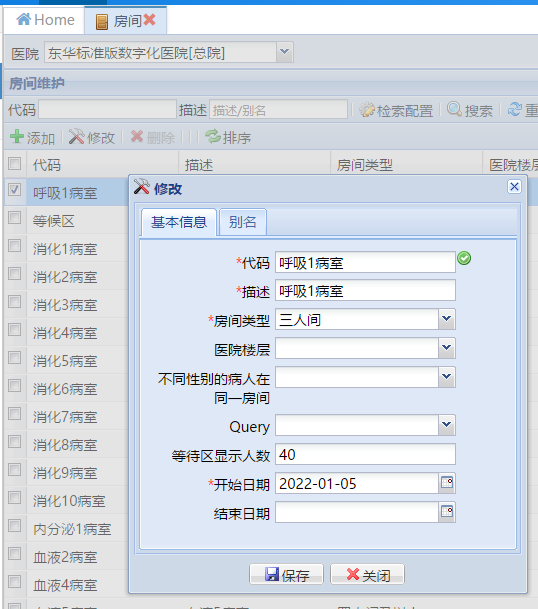 Home 房间
医院 东华标准版数字化医院[总院]
房间维护
代码 描述 描述/别名 检索配置 搜索
添加 修改 删除 排序
代码 描述 房间类型 医院楼层
呼吸1病室
等候区
消化1病室
消化2病室
消化3病室
消化4病室
消化5病室
消化6病室
消化7病室
消化8病室
消化9病室
消化10病室
内分泌1病室
血液2病室
血液4病室
修改
基本信息 别名
*代码 呼吸1病室
*描述 呼吸1病室
*房间类型 三人间
医院楼层
不同性别的病人在
同一房间
Query
等待区显示人数 40
*开始日期 2022-01-05
结束日期
保存 关闭